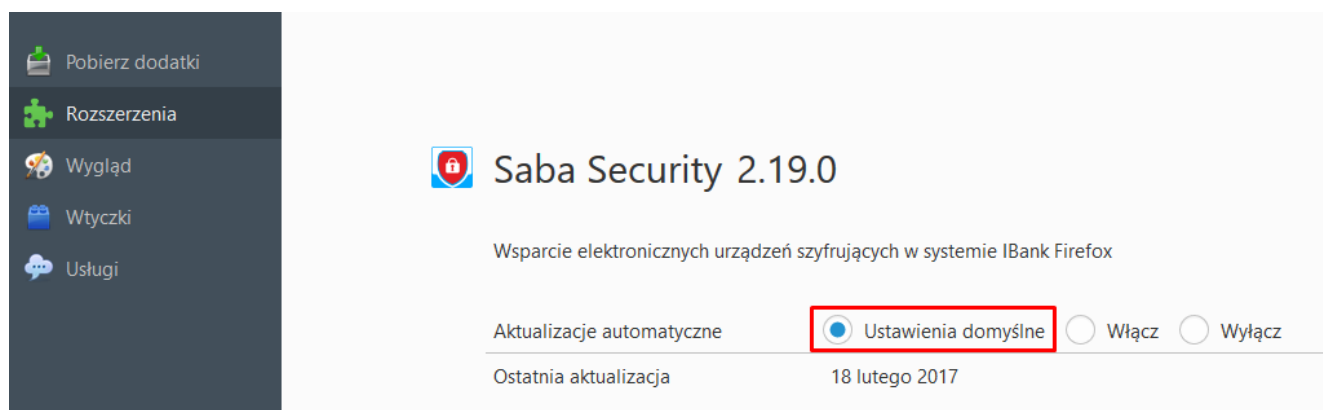 Pobierz dodatki
Rozszerzenia
Wygląd
Wtyczki
Usługi
Saba Security 2.19.0
Wsparcie elektronicznych urządzeń szyfrujących w systemie IBank Firefox
Aktualizacje automatyczne Ustawienia domyślne Włącz Wyłącz
Ostatnia aktualizacja 18 lutego 2017